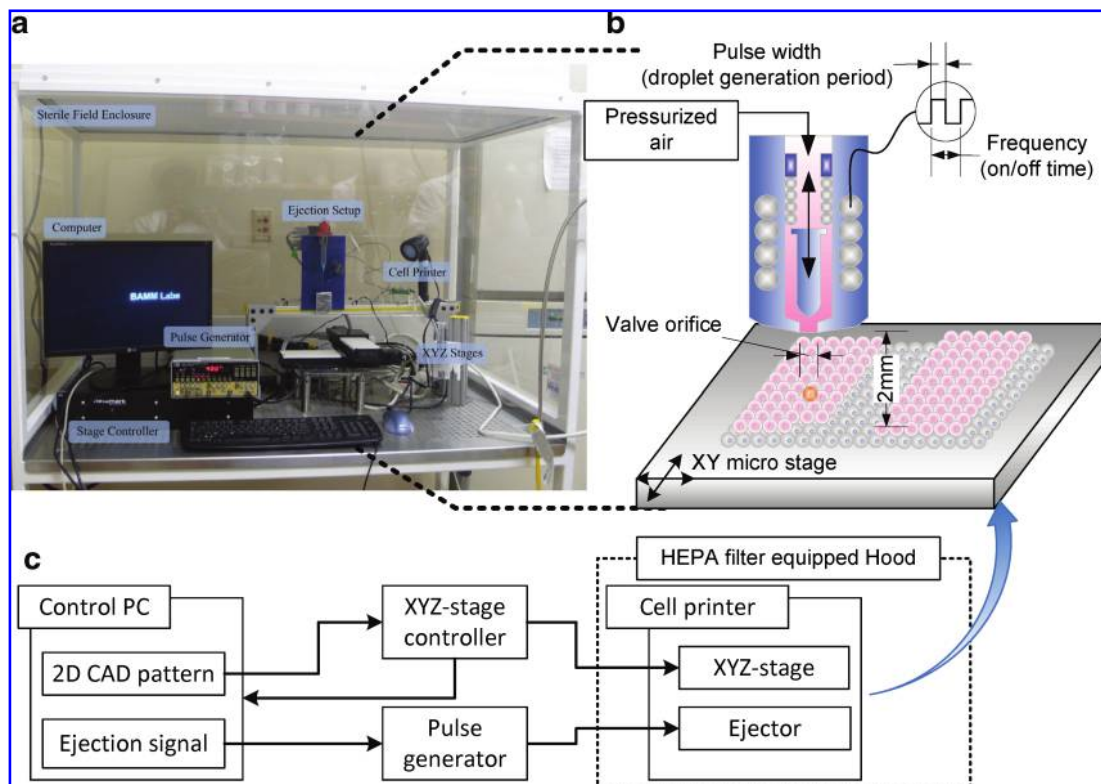 a
Sterile Field Enclosure
Ejection Setup
Computer
Cell Printer
BAMM Labs
Pulse Generator
XYZ Stages
Stage Controller
b
Pulse width
(droplet generation period)
Pressurized
air
Frequency
(on/off time)
Valve orifice
2mm
XY micro stage
c
HEPA filter equipped Hood
Control PC
XYZ-stage
controller
Cell printer
2D CAD pattern
XYZ-stage
Ejection signal
Pulse
generator
Ejector